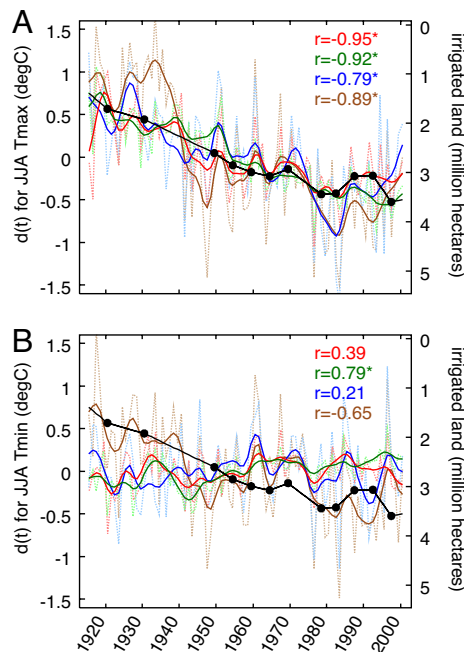 A
1.5
1
0.5
0
-0.5
-1
-1.5
d(t) for JJA Tmax (degC)
r=-0.95*
r=-0.92*
r=-0.79*
r=-0.89*
0
1
2
3
4
5
irrigated land (million hectares)
B
1.5
1
0.5
0
-0.5
-1
-1.5
d(t) for JJA Tmin (degC)
r=0.39
r=0.79*
r=0.21
r=-0.65
0
1
2
3
4
5
irrigated land (million hectares)
1920
1930
1940
1950
1960
1970
1980
1990
2000